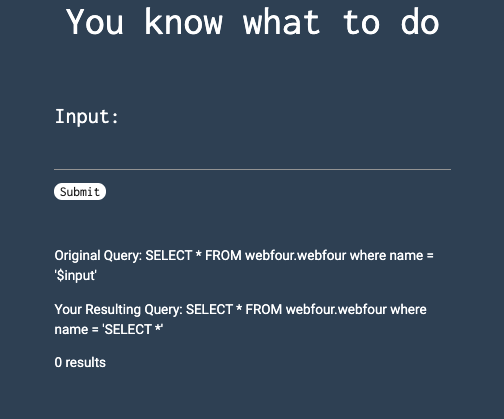 You know what to do
Input:
Submit
Original Query: SELECT * FROM webfour.webfour where name =
'$input'
Your Resulting Query: SELECT * FROM webfour.webfour where
name = 'SELECT *'
0 results